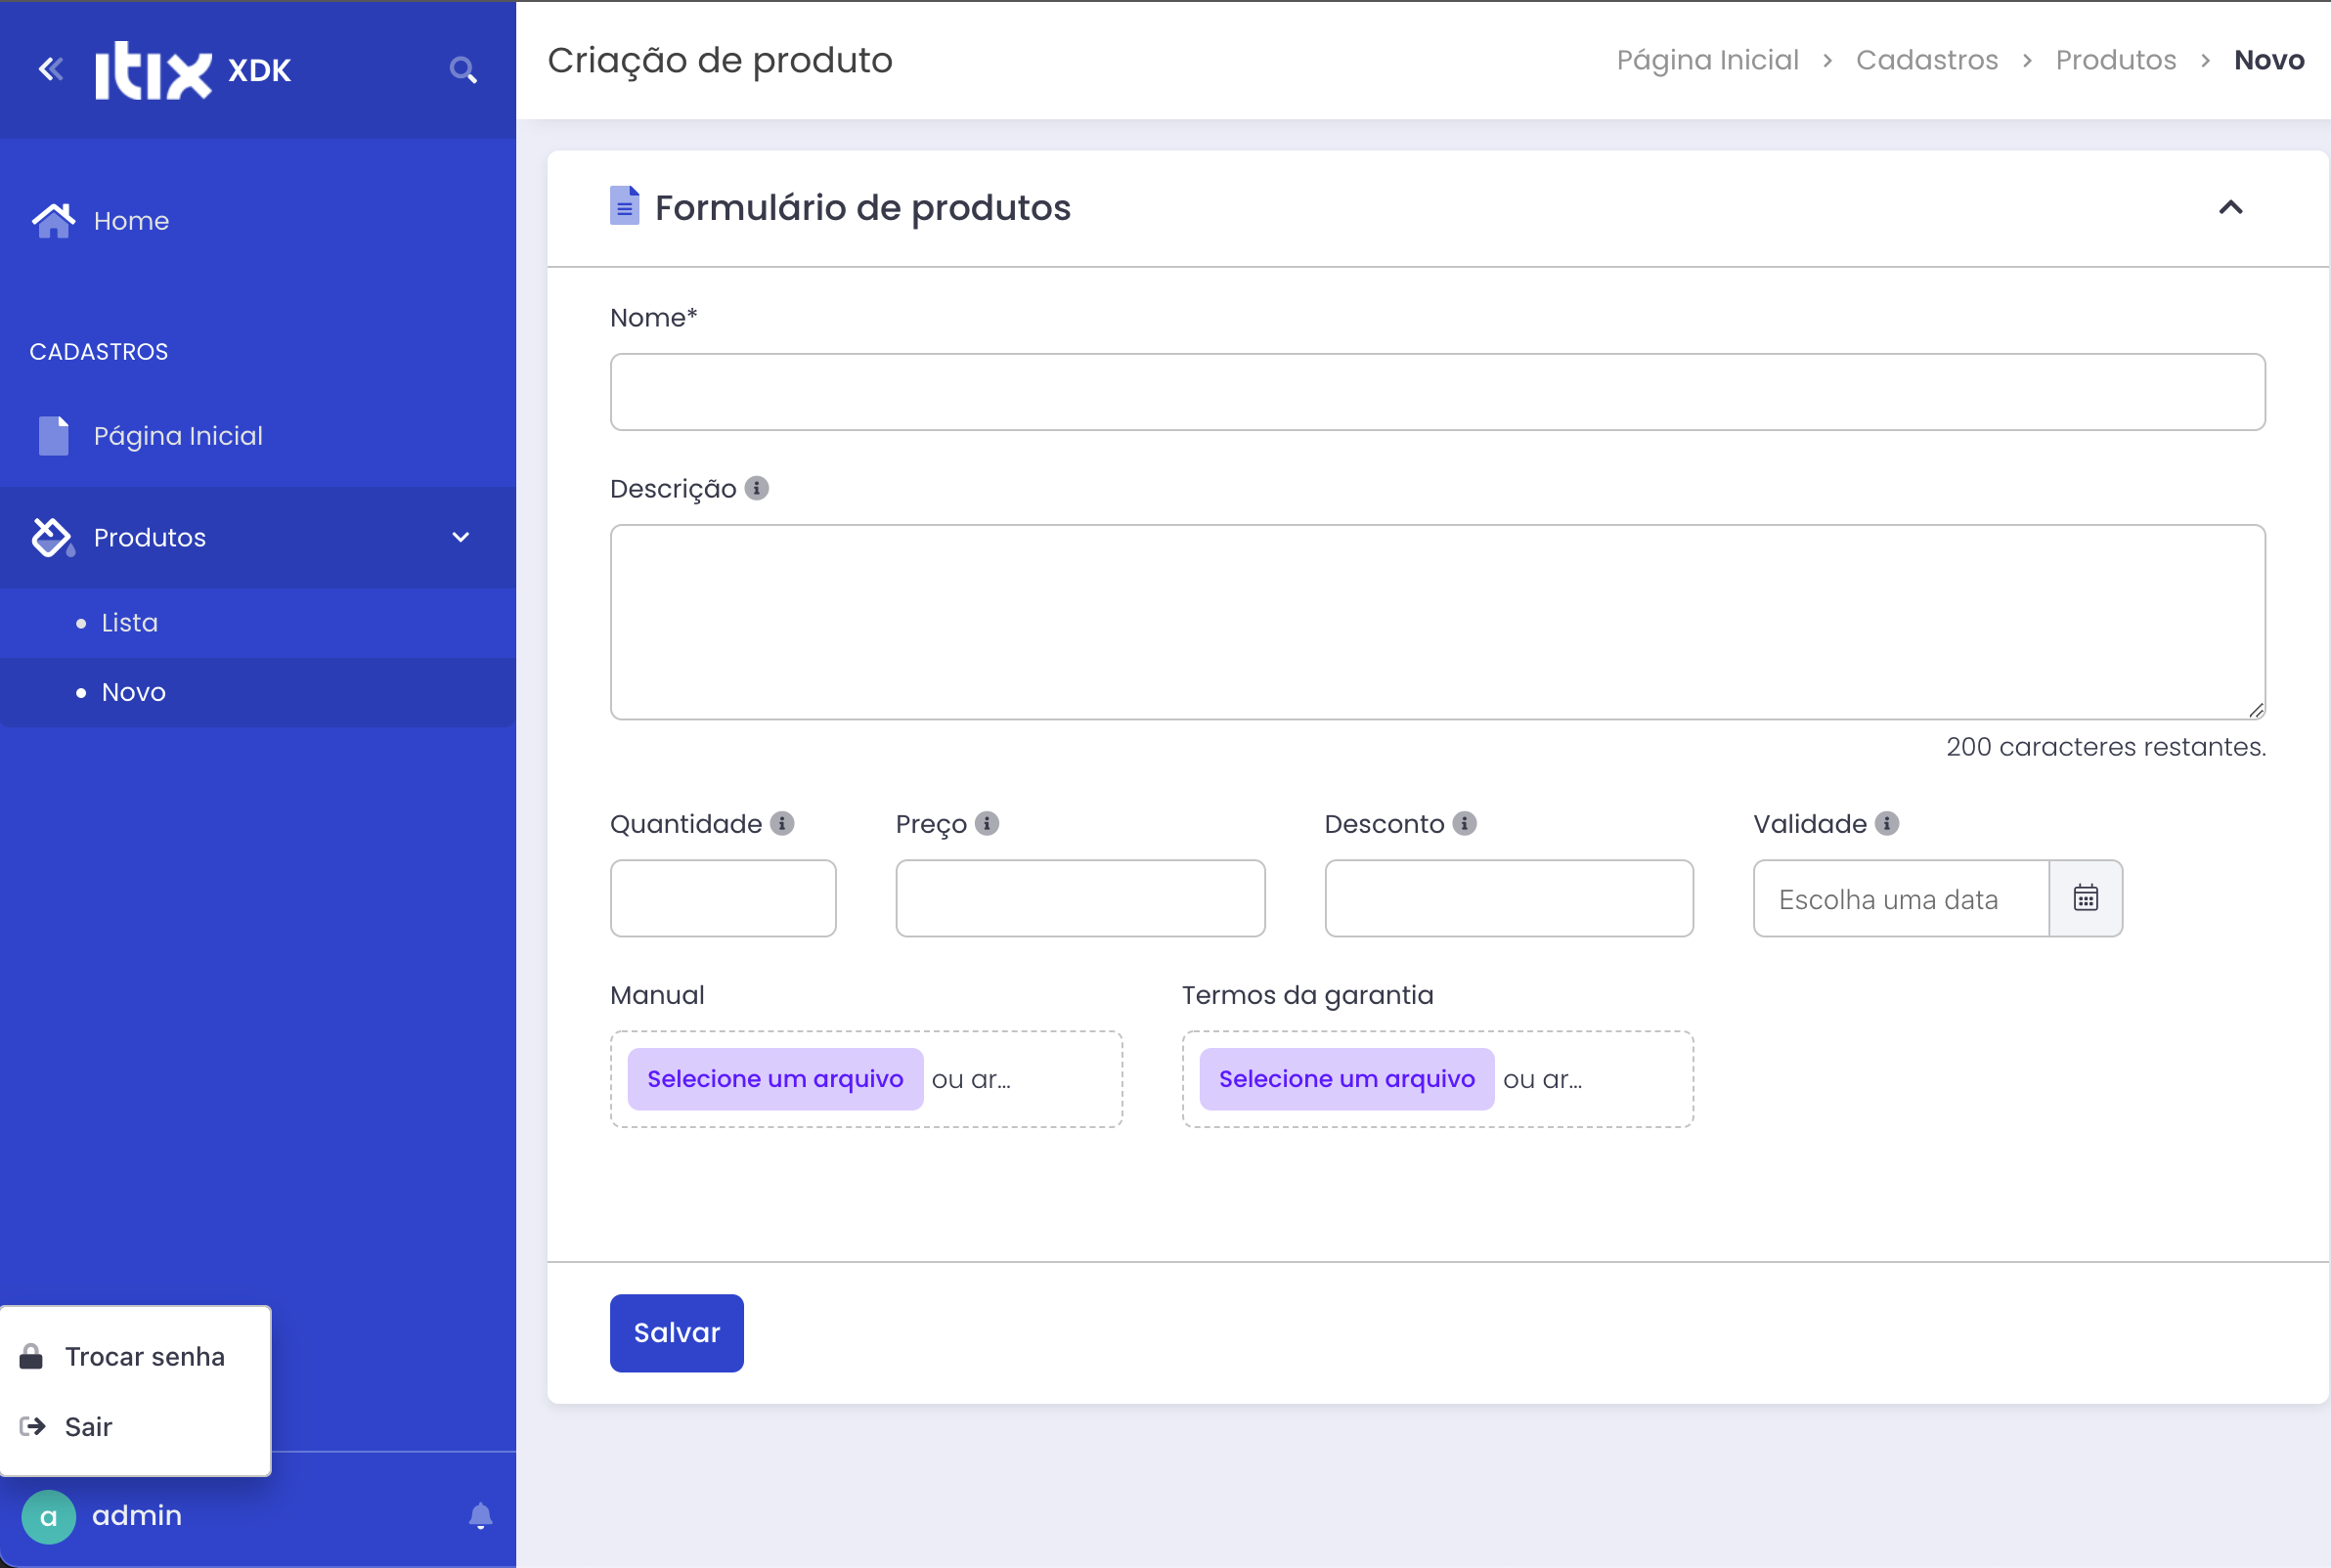 itix XDK
Home
CADASTROS
Página Inicial
Produtos
Lista
Novo
Trocar senha
Sair
a admin
Criação de produto
Página Inicial > Cadastros > Produtos > Novo
Formulário de produtos
Nome*
Descrição
200 caracteres restantes.
Quantidade Preço Desconto Validade
Escolha uma data
Manual Termos da garantia
Selecione um arquivo ou ar... Selecione um arquivo ou ar...
Salvar